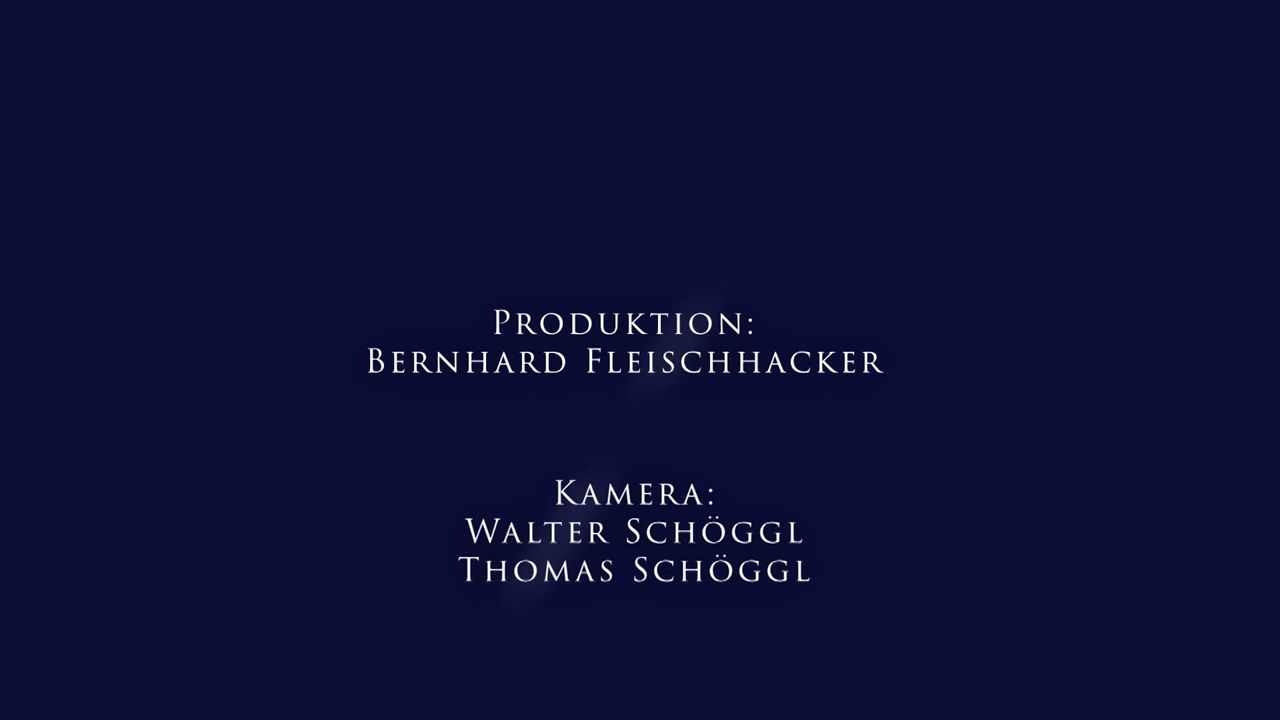 PRODUKTION:
BERNHARD FLEISCHHACKER
KAMERA:
WALTER SCHÖGGL
THOMAS SCHÖGGL